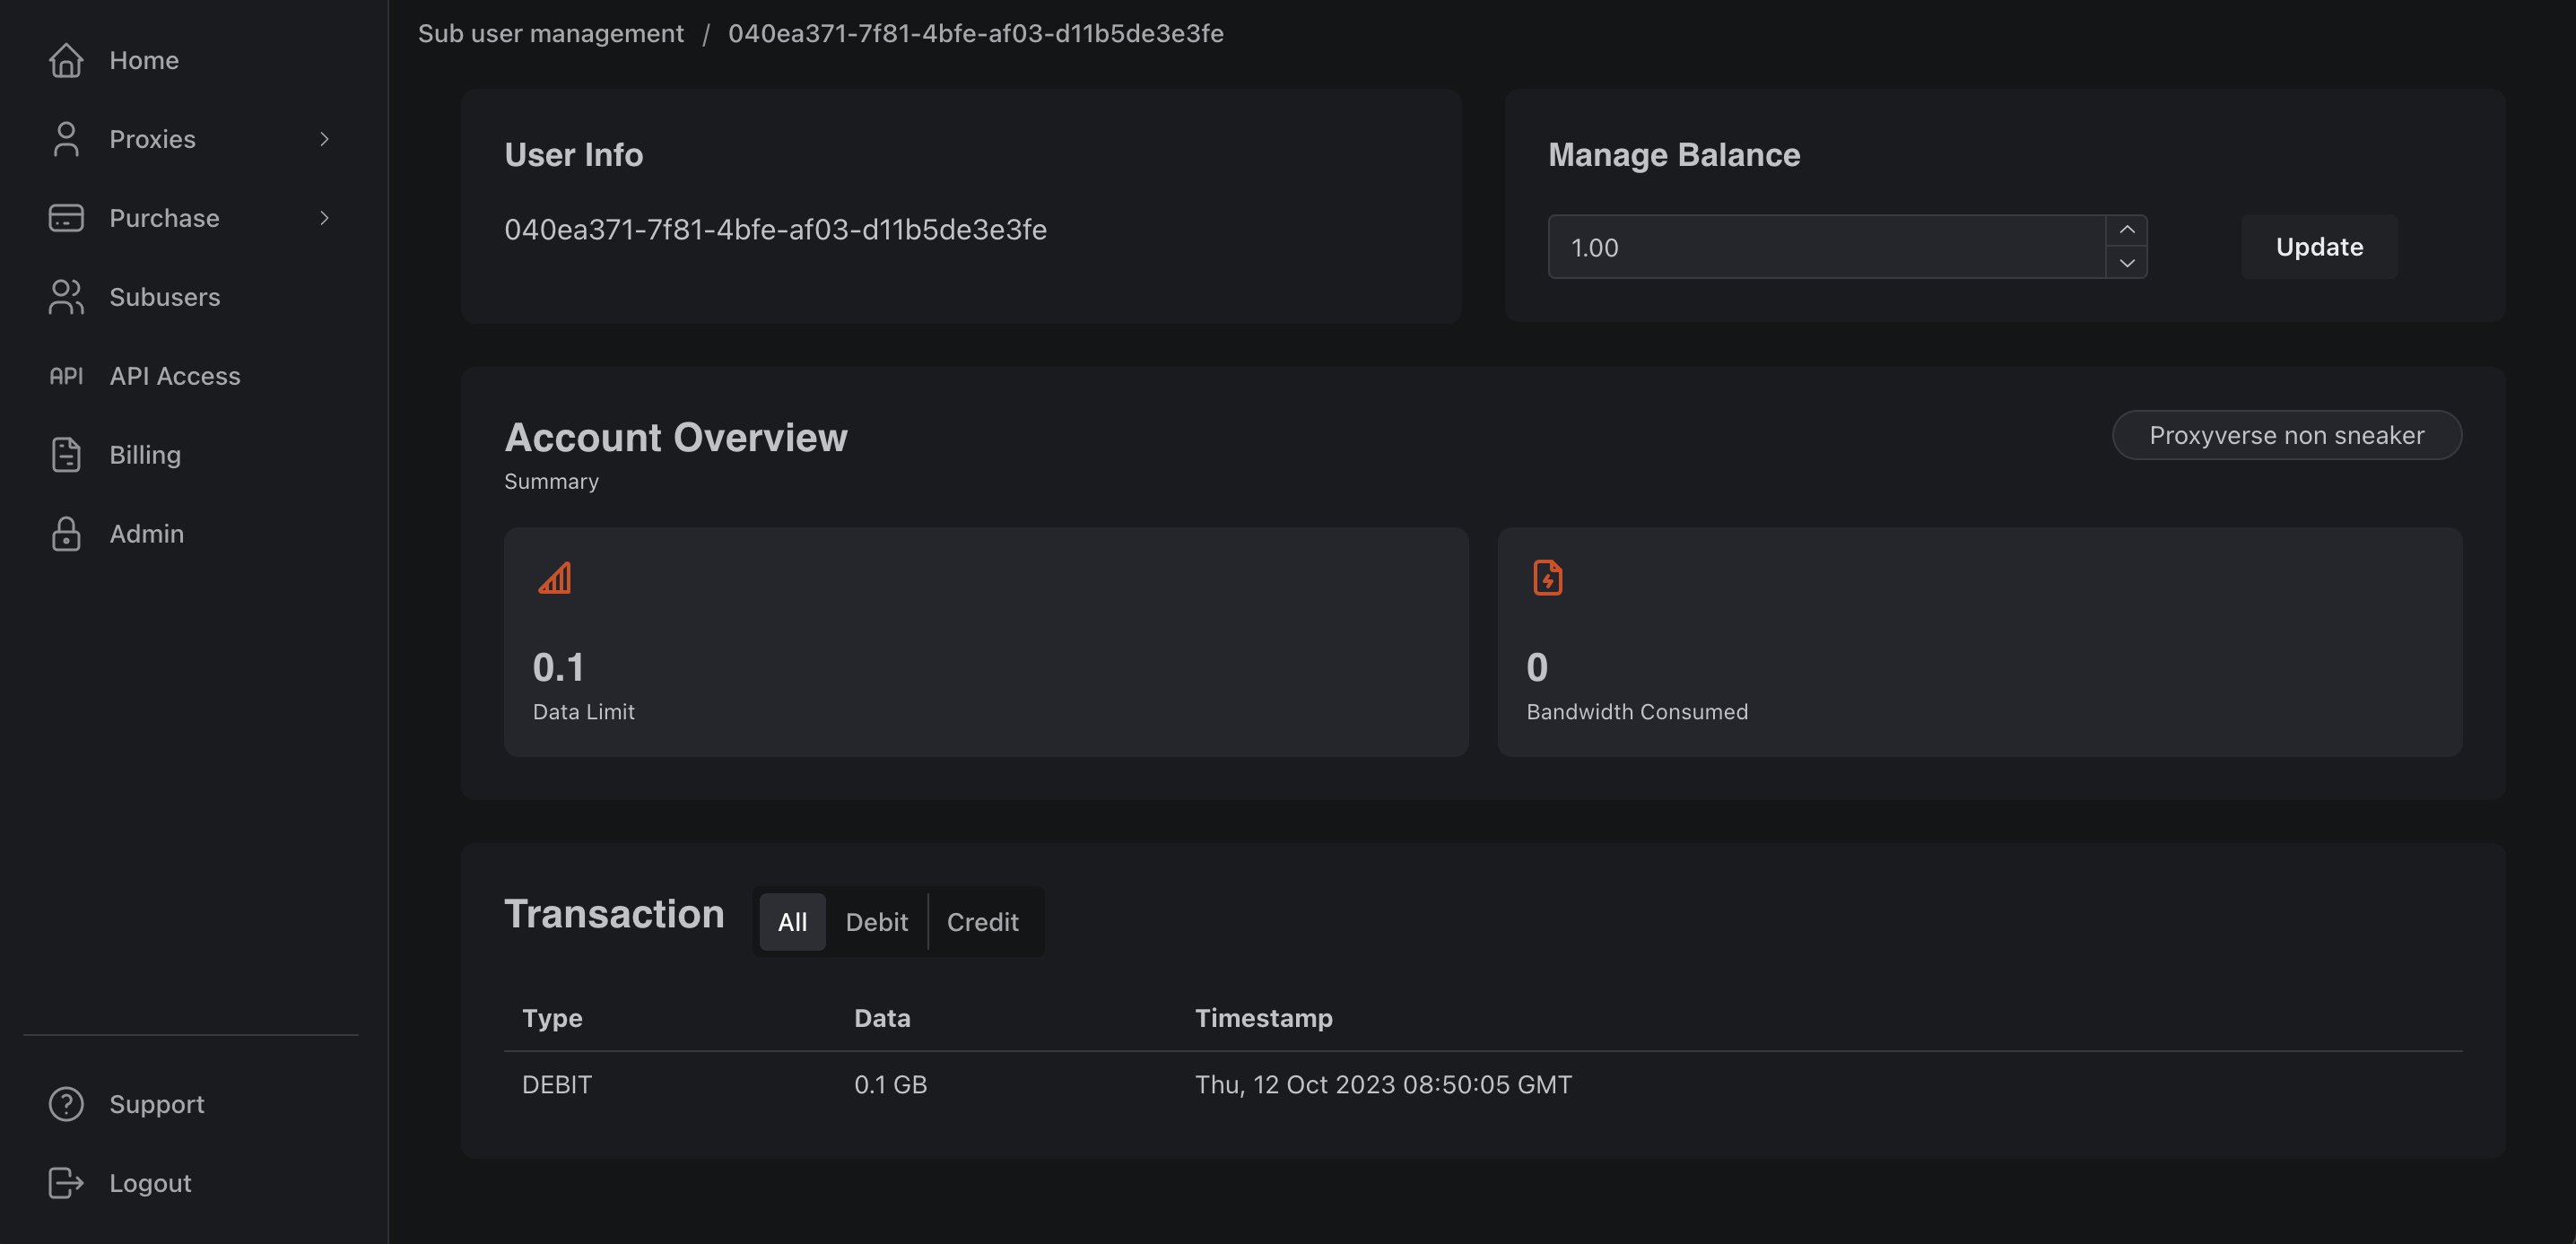 Home
Proxies
Purchase
Subusers
API API Access
Billing
Admin
Support
Logout
Sub user management / 040ea371-7f81-4bfe-af03-d11b5de3e3fe
User Info
040ea371-7f81-4bfe-af03-d11b5de3e3fe
Manage Balance
1.00
Update
Account Overview
Proxyverse non sneaker
Summary
0.1
Data Limit
0
Bandwidth Consumed
Transaction All Debit Credit
Type Data Timestamp
DEBIT 0.1 GB Thu, 12 Oct 2023 08:50:05 GMT